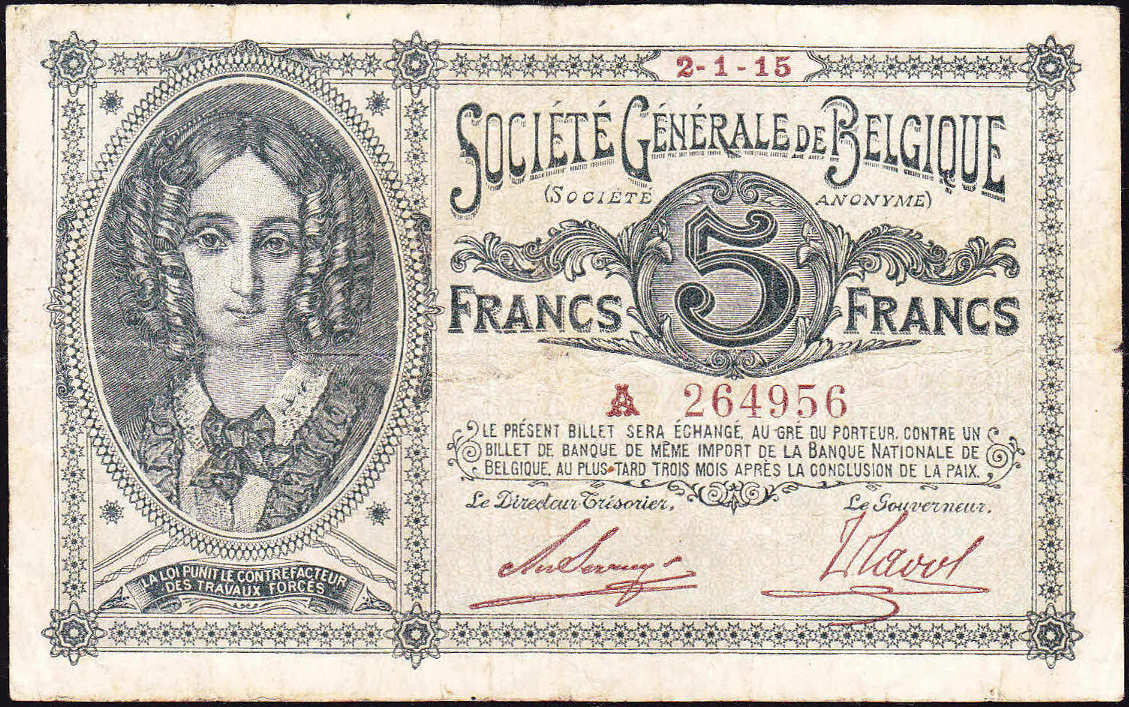 2-1-15
SOCIÉTÉ GÉNÉRALE DE BELGIQUE
(SOCIÉTÉ ANONYME)
5
FRANCS FRANCS
A 264956
LE PRÉSENT BILLET SERA ÉCHANGÉ, AU GRÉ DU PORTEUR, CONTRE UN
BILLET DE BANQUE DE MÊME IMPORT DE LA BANQUE NATIONALE DE
BELGIQUE, AU PLUS TARD TROIS MOIS APRÈS LA CONCLUSION DE LA PAIX.
Le Directeur Trésorier, Le Gouverneur,
LA LOI PUNIT LE CONTREFACTEUR
DES TRAVAUX FORCÉS